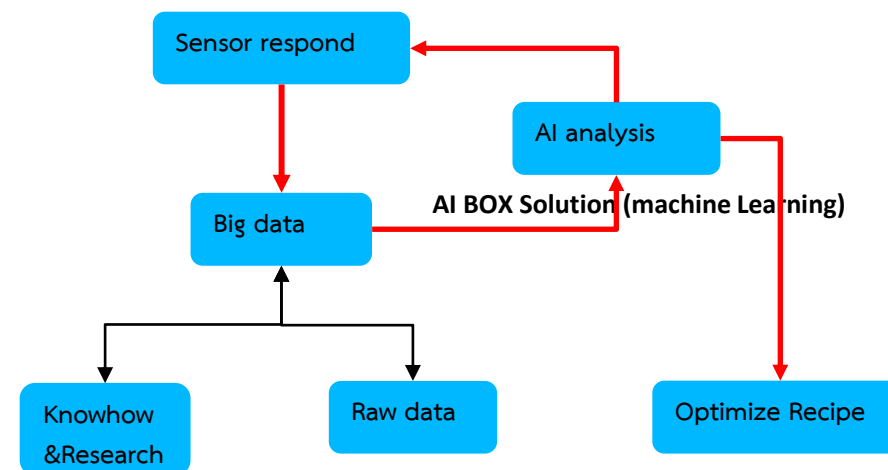 Sensor respond
AI analysis
AI BOX Solution (machine Learning)
Big data
Knowhow
&Research
Raw data
Optimize Recipe